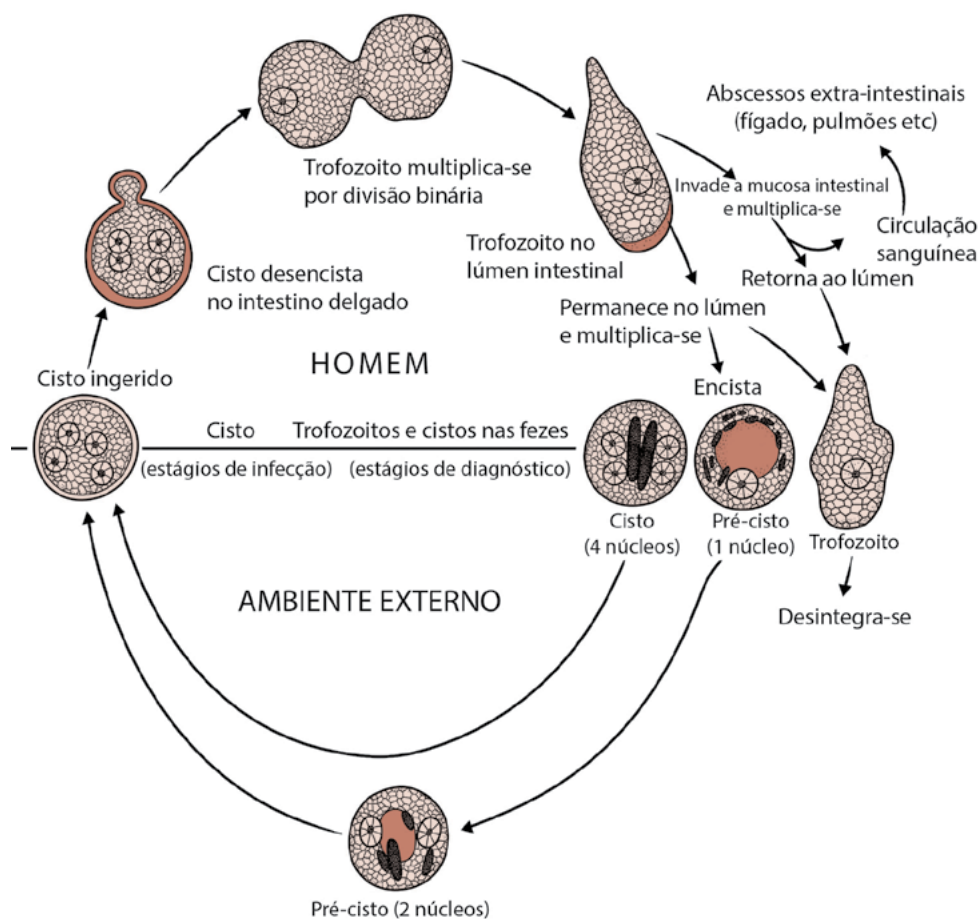 Abscessos extra-intestinais
(fígado, pulmões etc)
Trofozoito multiplica-se
por divisão binária
Invade a mucosa intestinal
e multiplica-se
Circulação
sanguínea
Trofozoito no
lúmen intestinal
Cisto desencista
no intestino delgado
Retorna ao lúmen
Permanece no lúmen
e multiplica-se
HOMEM
Cisto ingerido
Encista
Cisto
Trofozoitos e cistos nas fezes
(estágios de infecção)
(estágios de diagnóstico)
Cisto
(4 núcleos)
Pré-cisto
(1 núcleo)
Trofozoito
AMBIENTE EXTERNO
Desintegra-se
Pré-cisto (2 núcleos)